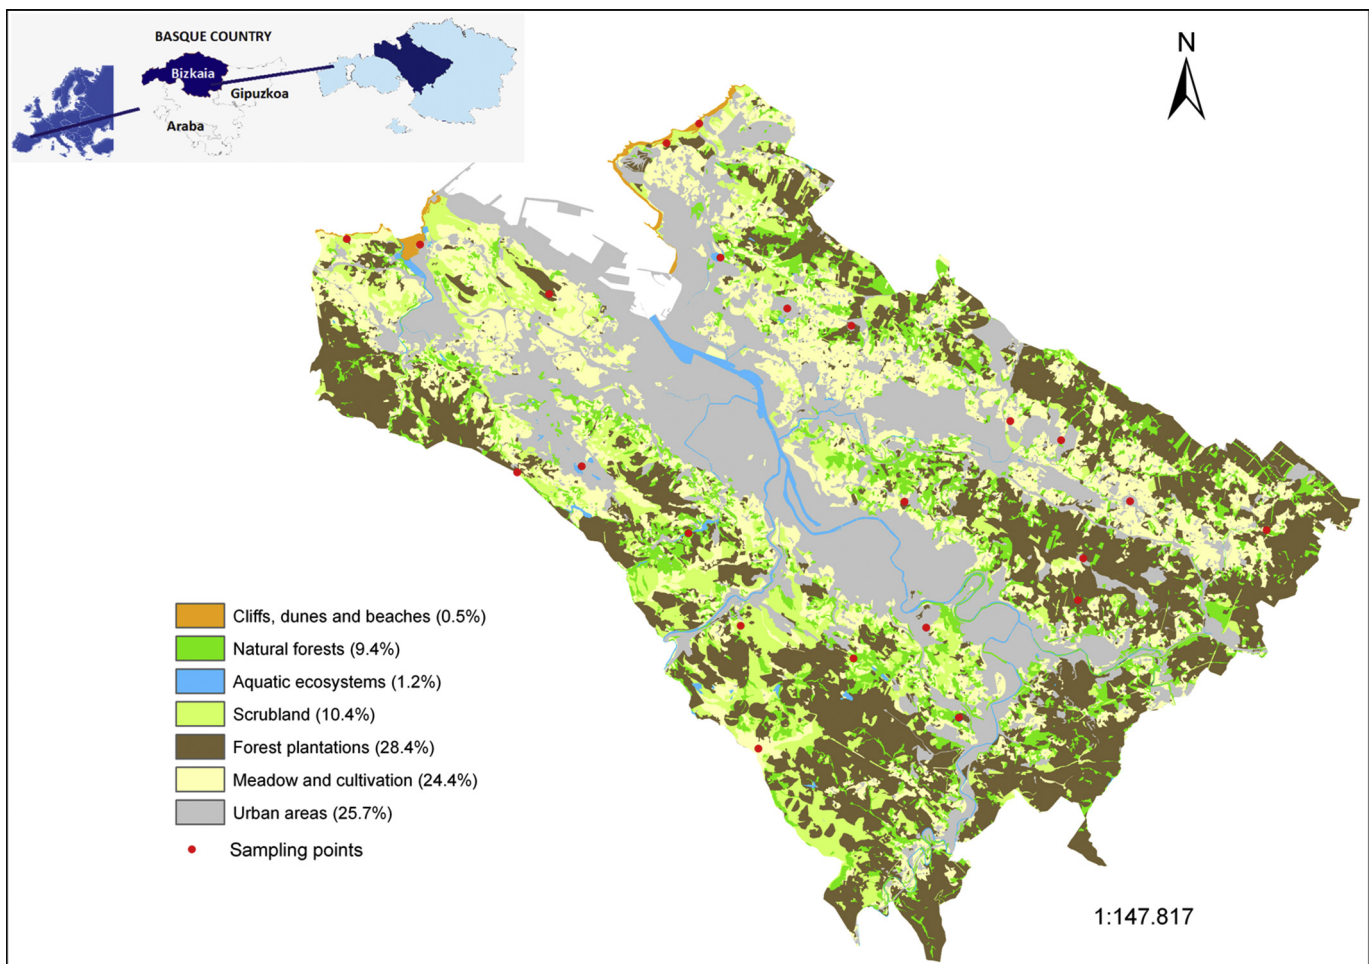 BASQUE COUNTRY
Bizkaia
Gipuzkoa
Araba
N
Cliffs, dunes and beaches (0.5%)
Natural forests (9.4%)
Aquatic ecosystems (1.2%)
Scrubland (10.4%)
Forest plantations (28.4%)
Meadow and cultivation (24.4%)
Urban areas (25.7%)
Sampling points
1:147.817